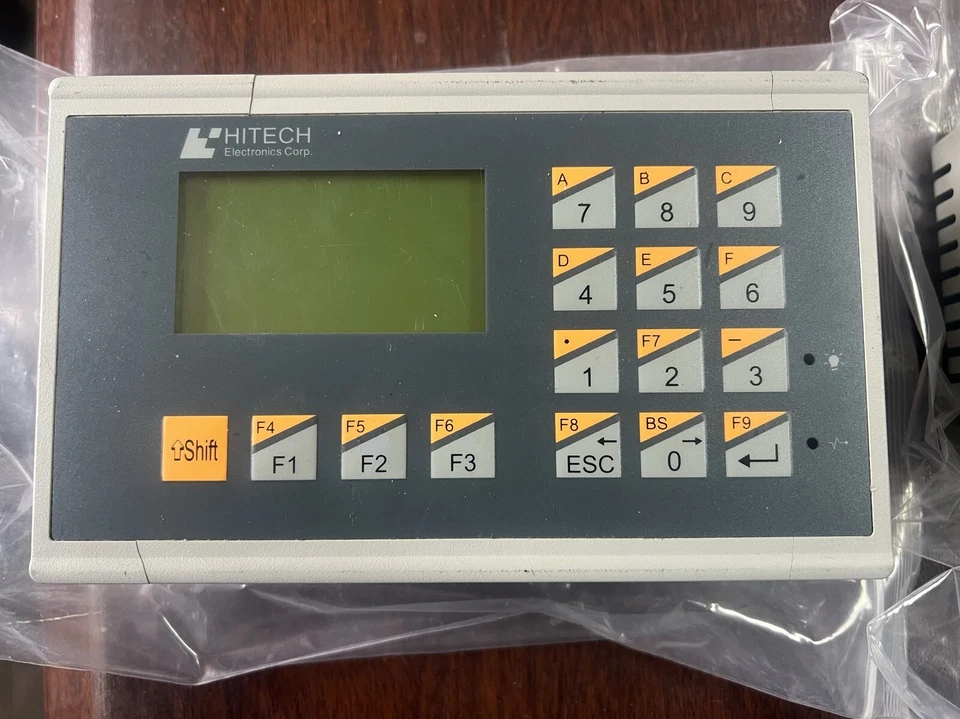 HITECH
Electronics Corp.
A B C
7 8 9
D E F
4 5 6
• F7 −
1 2 3
F4 F5 F6 F8 ← BS → F9
⇧Shift F1 F2 F3 ESC 0 ↵